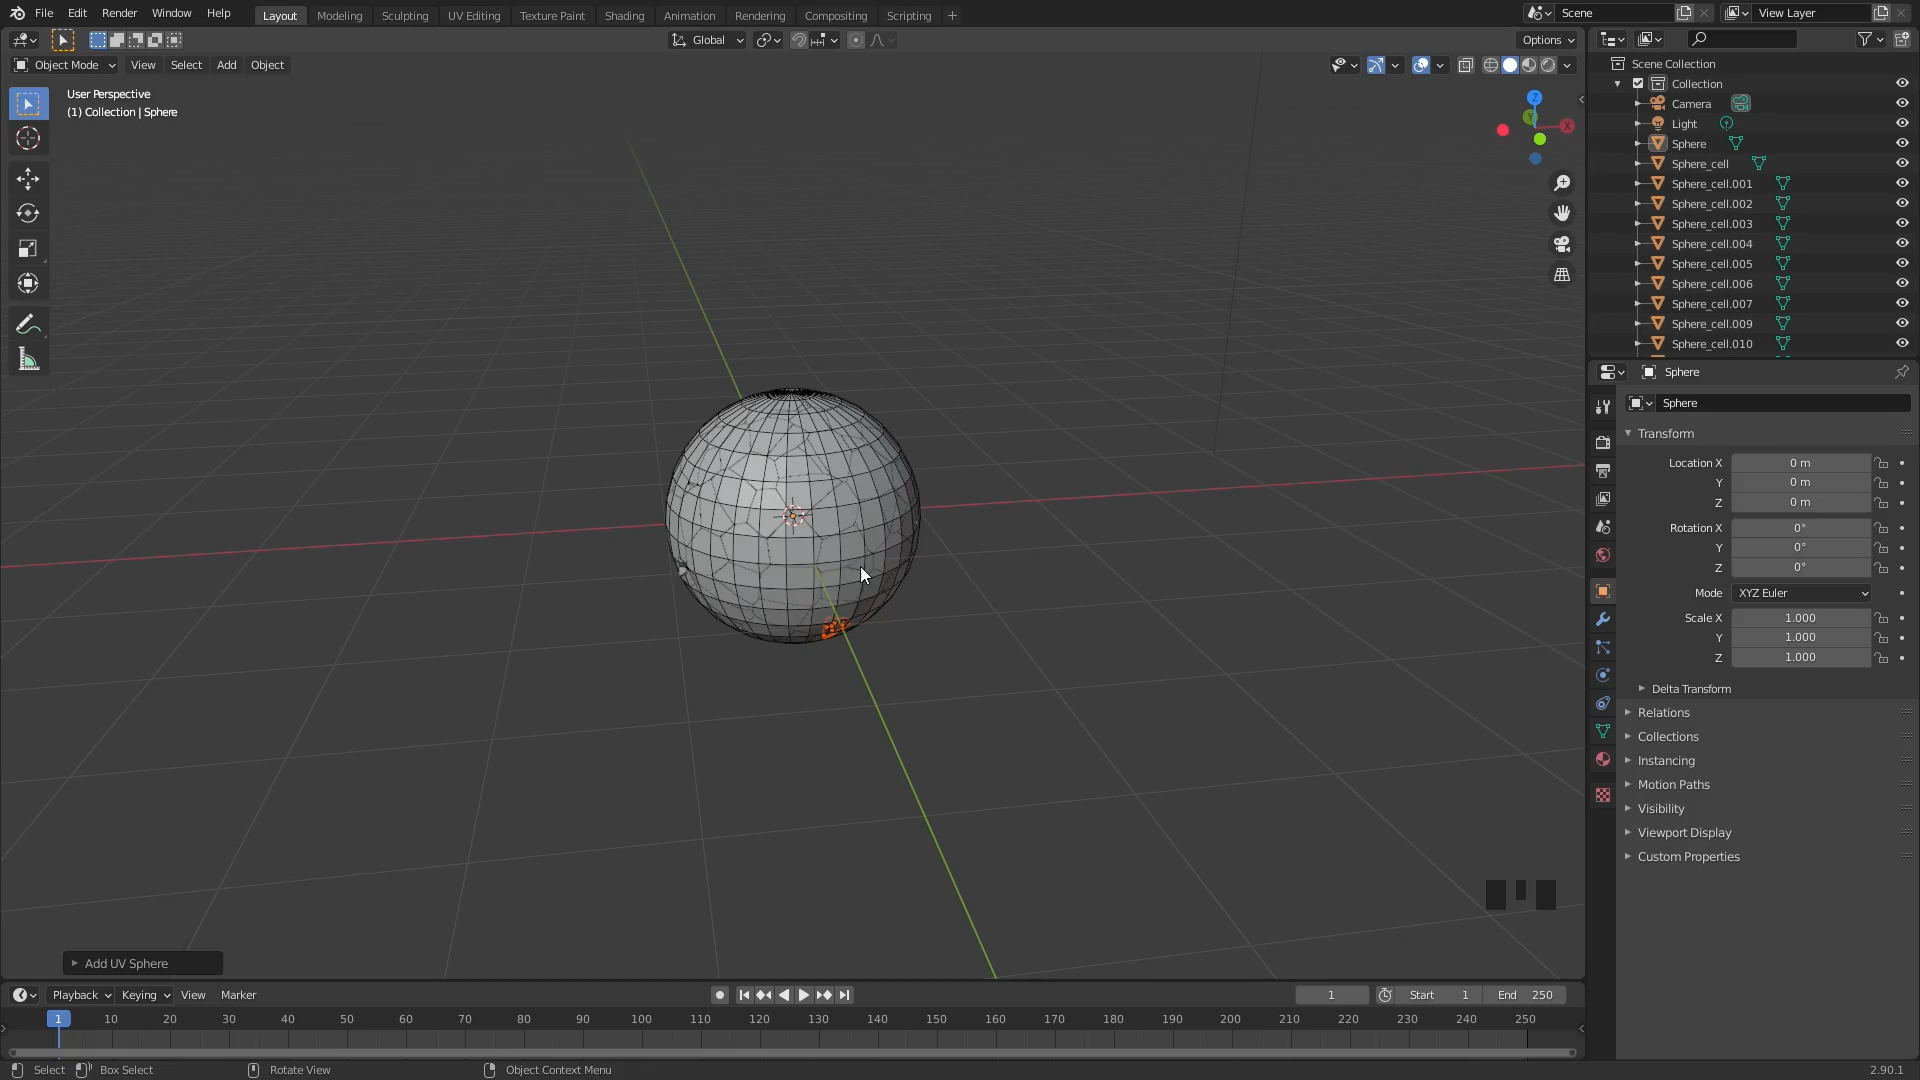 File Edit Render Window Help
Layout Modeling Sculpting UV Editing Texture Paint Shading Animation Rendering Compositing Scripting +
Scene
View Layer
Global
Options
Object Mode View Select Add Object
User Perspective
(1) Collection | Sphere
Z
Y
X
Scene Collection
Collection
Camera
Light
Sphere
Sphere_cell
Sphere_cell.001
Sphere_cell.002
Sphere_cell.003
Sphere_cell.004
Sphere_cell.005
Sphere_cell.006
Sphere_cell.007
Sphere_cell.009
Sphere_cell.010
Sphere
Sphere
Transform
Location X 0 m
Y 0 m
Z 0 m
Rotation X 0°
Y 0°
Z 0°
Mode XYZ Euler
Scale X 1.000
Y 1.000
Z 1.000
Delta Transform
Relations
Collections
Instancing
Motion Paths
Visibility
Viewport Display
Custom Properties
Add UV Sphere
Playback Keying View Marker
1 Start 1 End 250
1 10 20 30 40 50 60 70 80 90 100 110 120 130 140 150 160 170 180 190 200 210 220 230 240 250
Select Box Select Rotate View Object Context Menu 2.90.1